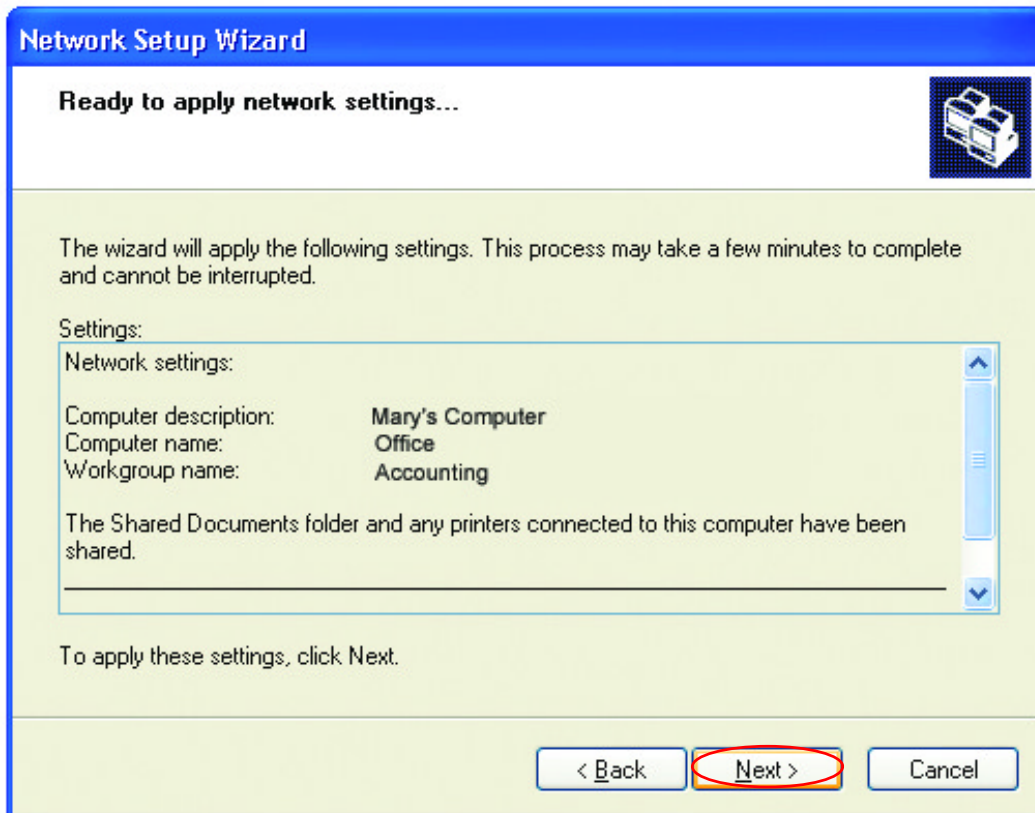 Network Setup Wizard
Ready to apply network settings...
The wizard will apply the following settings. This process may take a few minutes to complete
and cannot be interrupted.
Settings:
Network settings:
Computer description: Mary's Computer
Computer name: Office
Workgroup name: Accounting
The Shared Documents folder and any printers connected to this computer have been
shared.
To apply these settings, click Next.
< Back Next > Cancel